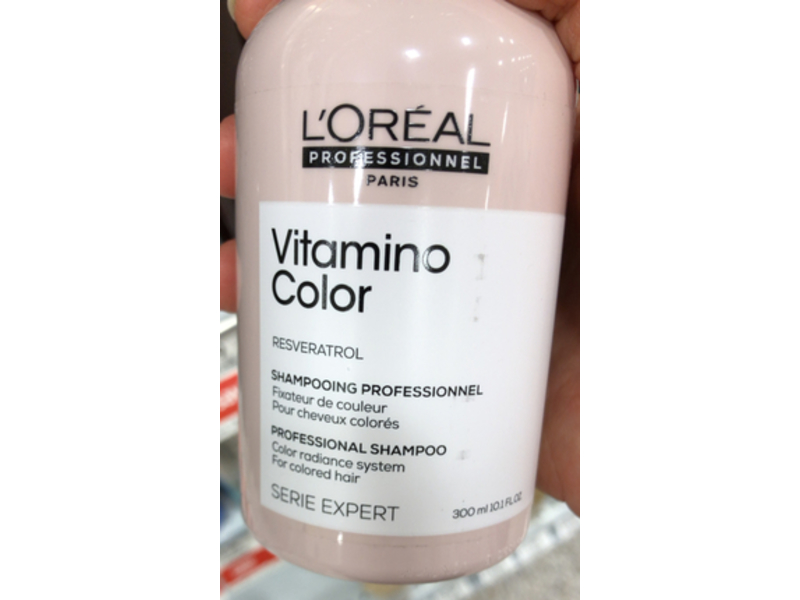 L'ORÉAL
PROFESSIONNEL
PARIS
Vitamino
Color
RESVERATROL
SHAMPOOING PROFESSIONNEL
Fixateur de couleur
Pour cheveux colorés
PROFESSIONAL SHAMPOO
Color radiance system
For colored hair
SERIE EXPERT
300 ml 10.1 FL.OZ.